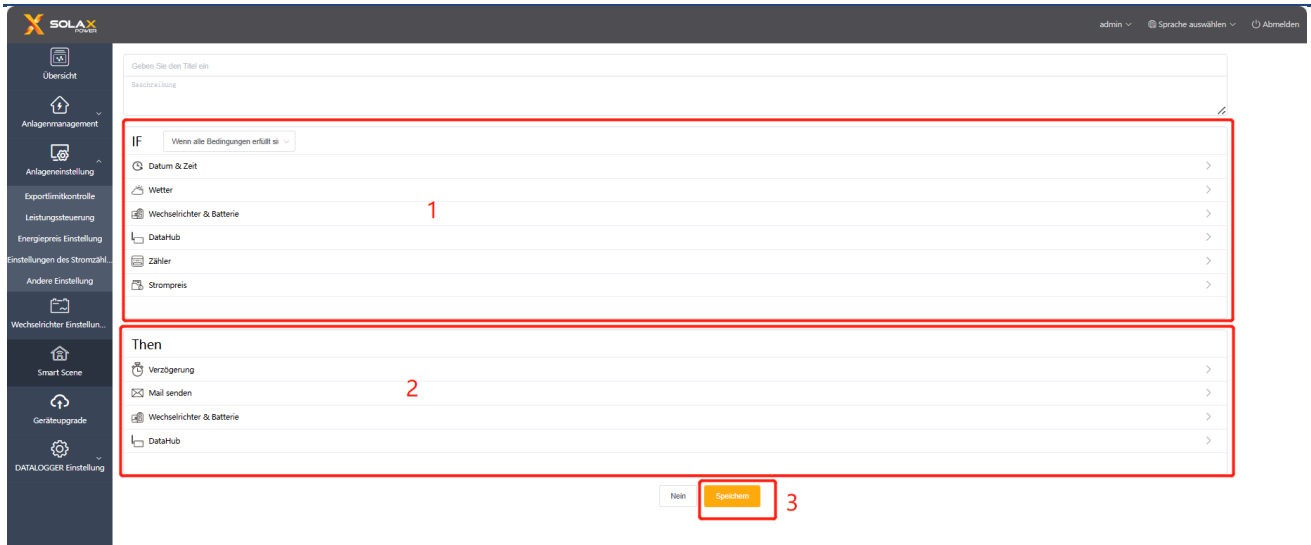 SOLAX
POWER
admin
Sprache auswählen
Abmelden
Übersicht
Anlagenmanagement
Anlageneinstellung
Exportlimitkontrolle
Leistungssteuerung
Energiepreis Einstellung
Einstellungen des Stromzähl...
Andere Einstellung
Wechselrichter Einstellun...
Smart Scene
Geräteupgrade
DATALOGGER Einstellung
Geben Sie den Titel ein
Beschreibung
IF
Wenn alle Bedingungen erfüllt si
Datum & Zeit
Wetter
Wechselrichter & Batterie
DataHub
Zähler
Strompreis
1
Then
Verzögerung
Mail senden
Wechselrichter & Batterie
DataHub
2
Nein
Speichern
3